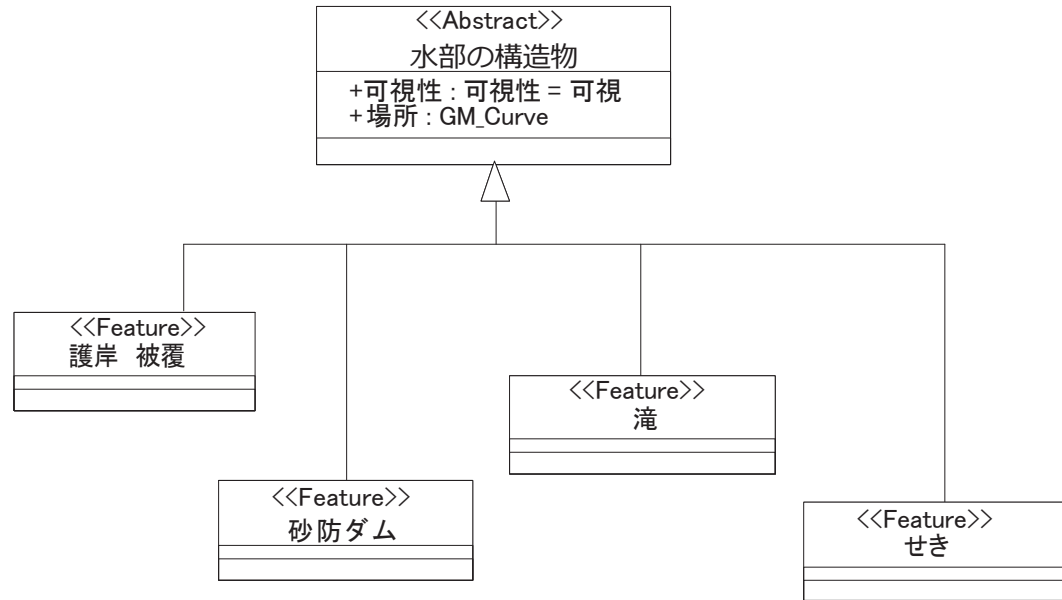 <<Abstract>>
水部の構造物
+可視性 : 可視性 = 可視
+場所 : GM_Curve
<<Feature>>
護岸　被覆
<<Feature>>
滝
<<Feature>>
砂防ダム
<<Feature>>
せき